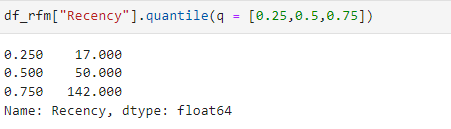 df_rfm["Recency"].quantile(q = [0.25,0.5,0.75])
0.250    17.000
0.500    50.000
0.750   142.000
Name: Recency, dtype: float64